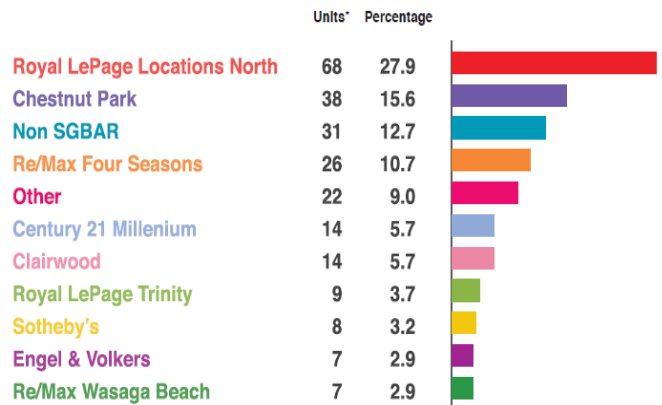 Units* Percentage
Royal LePage Locations North 68 27.9
Chestnut Park 38 15.6
Non SGBAR 31 12.7
Re/Max Four Seasons 26 10.7
Other 22 9.0
Century 21 Millenium 14 5.7
Clairwood 14 5.7
Royal LePage Trinity 9 3.7
Sotheby's 8 3.2
Engel & Volkers 7 2.9
Re/Max Wasaga Beach 7 2.9